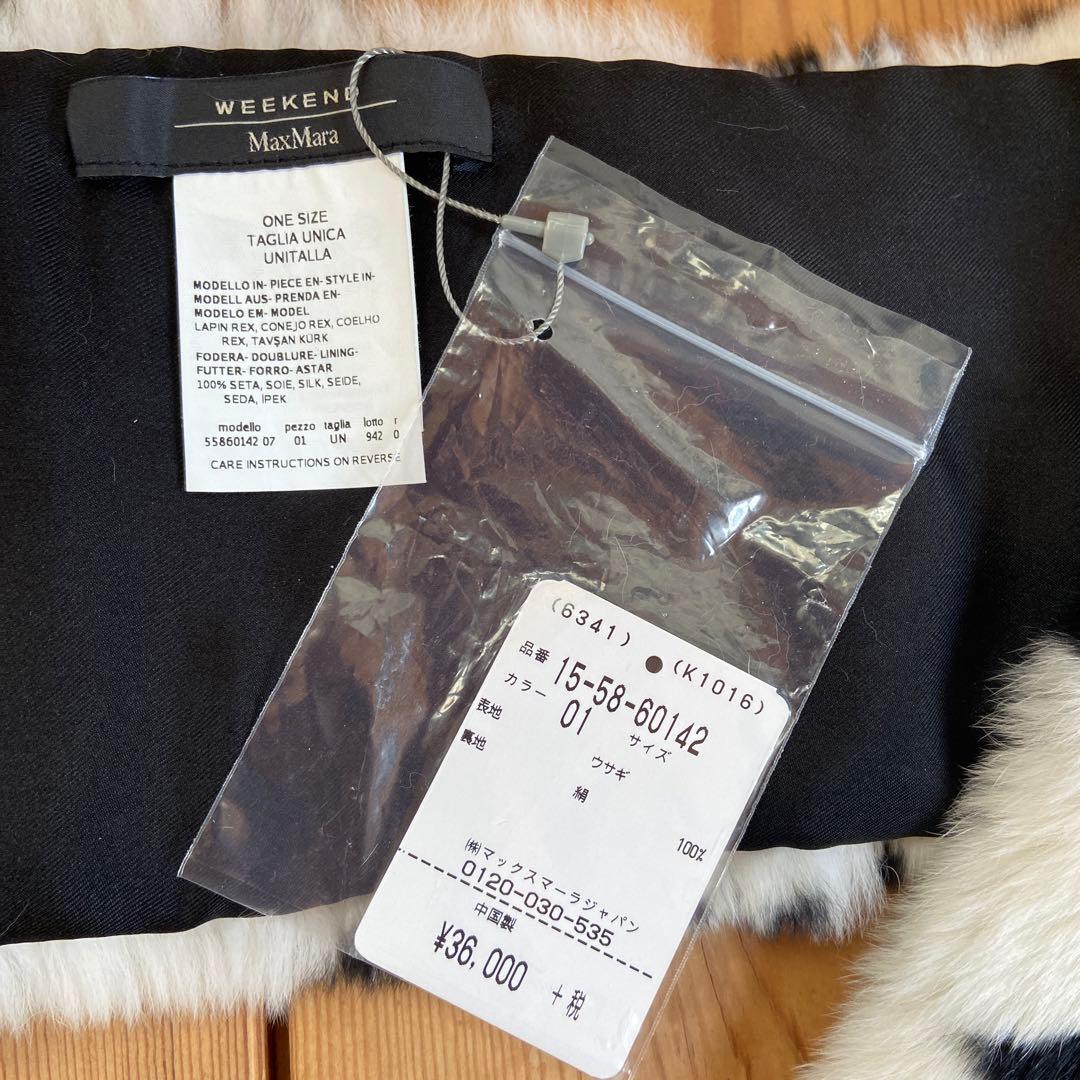 WEEKEND
MaxMara
ONE SIZE
TAGLIA UNICA
UNITALLA
MODELLO IN- PIECE EN- STYLE IN-
MODELL AUS- PRENDA EN-
MODELO EM- MODEL
LAPIN REX, CONEJO REX, COELHO
REX, TAVŞAN KÜRK
FODERA- DOUBLURE- LINING-
FUTTER- FORRO- ASTAR
100% SETA, SOIE, SILK, SEIDE,
SEDA, İPEK
modello pezzo taglia lotto r
55860142 07 01 UN 942 0
CARE INSTRUCTIONS ON REVERSE
(6341) (K1016)
品番 15-58-60142
カラー 01 サイズ
表地 ウサギ
裏地 絹
100%
㈱マックスマーラジャパン
0120-030-535
中国製
¥36,000 +税